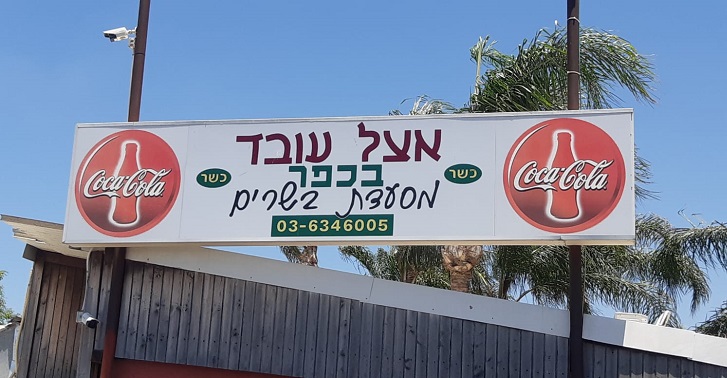 אצל עובד
בכפר
כשר
כשר
מסעדת בשרים
03-6346005
Coca-Cola
Coca-Cola